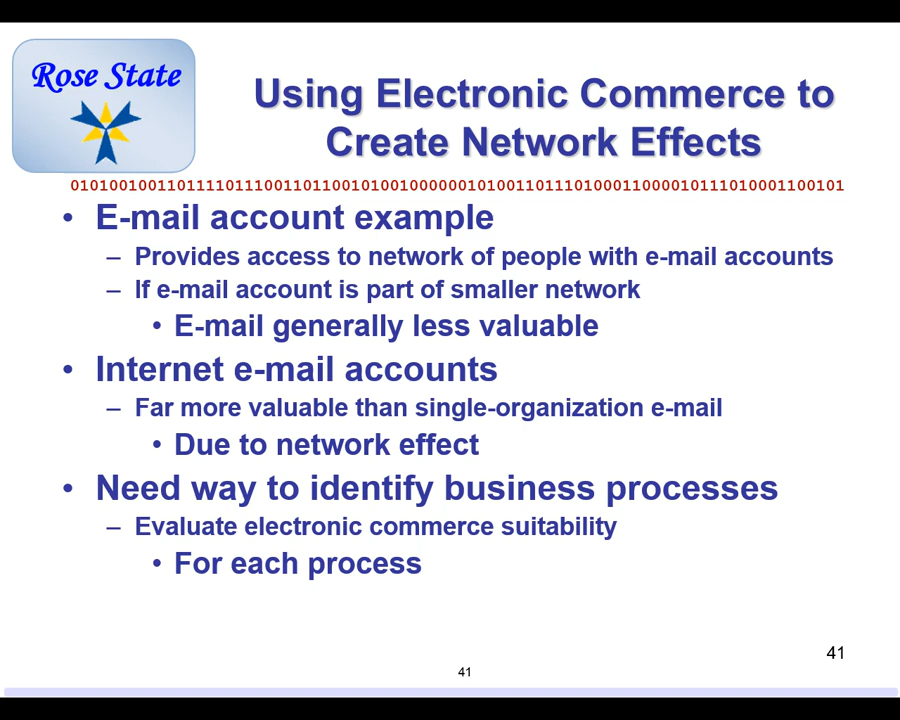 Rose State
Using Electronic Commerce to
Create Network Effects
01010010011011110111001101100101001000000101001101110100011000010111010001100101
• E-mail account example
– Provides access to network of people with e-mail accounts
– If e-mail account is part of smaller network
• E-mail generally less valuable
• Internet e-mail accounts
– Far more valuable than single-organization e-mail
• Due to network effect
• Need way to identify business processes
– Evaluate electronic commerce suitability
• For each process
41
41